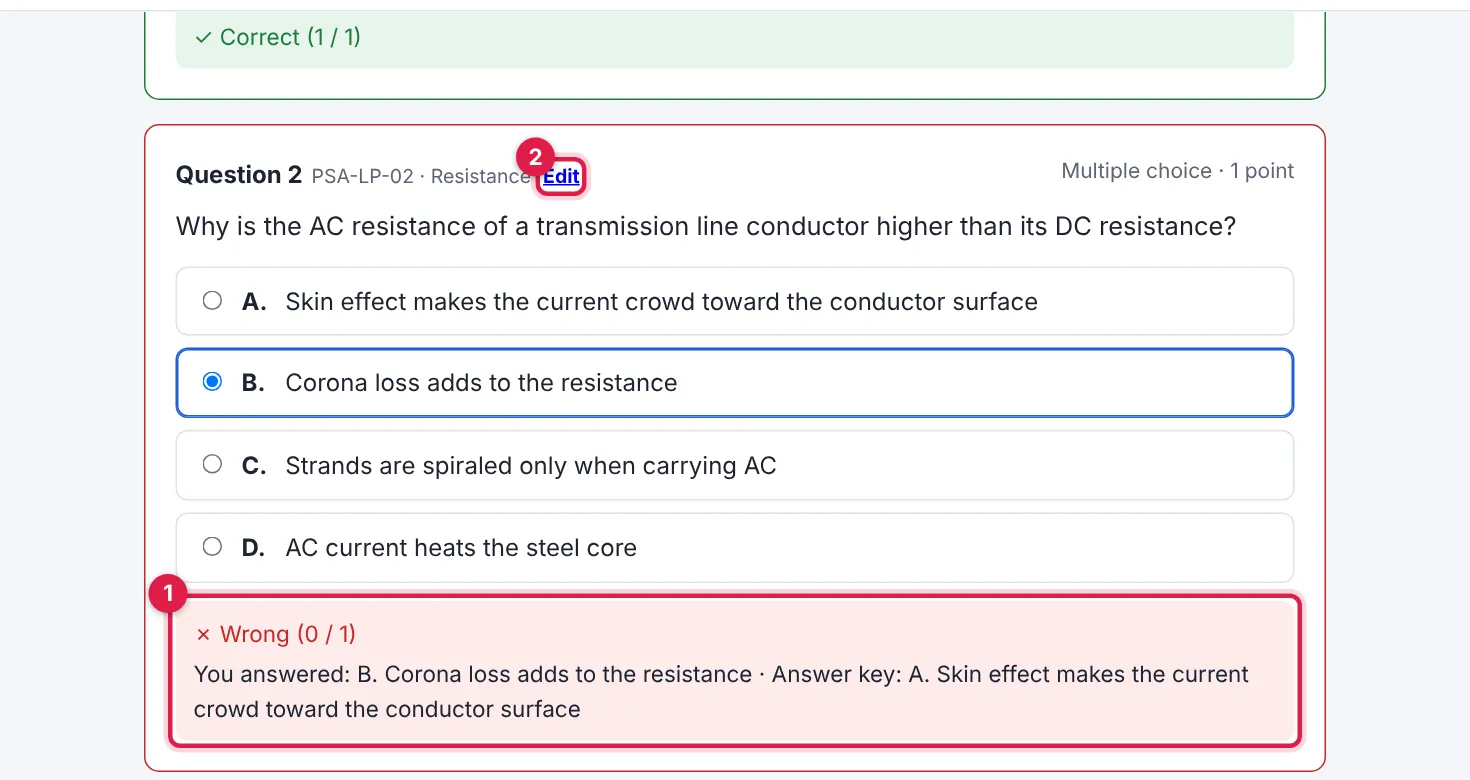 ✓ Correct (1 / 1)
2
Question 2 PSA-LP-02 · Resistance Edit
Multiple choice · 1 point
Why is the AC resistance of a transmission line conductor higher than its DC resistance?
A. Skin effect makes the current crowd toward the conductor surface
B. Corona loss adds to the resistance
C. Strands are spiraled only when carrying AC
D. AC current heats the steel core
1
× Wrong (0 / 1)
You answered: B. Corona loss adds to the resistance · Answer key: A. Skin effect makes the current
crowd toward the conductor surface